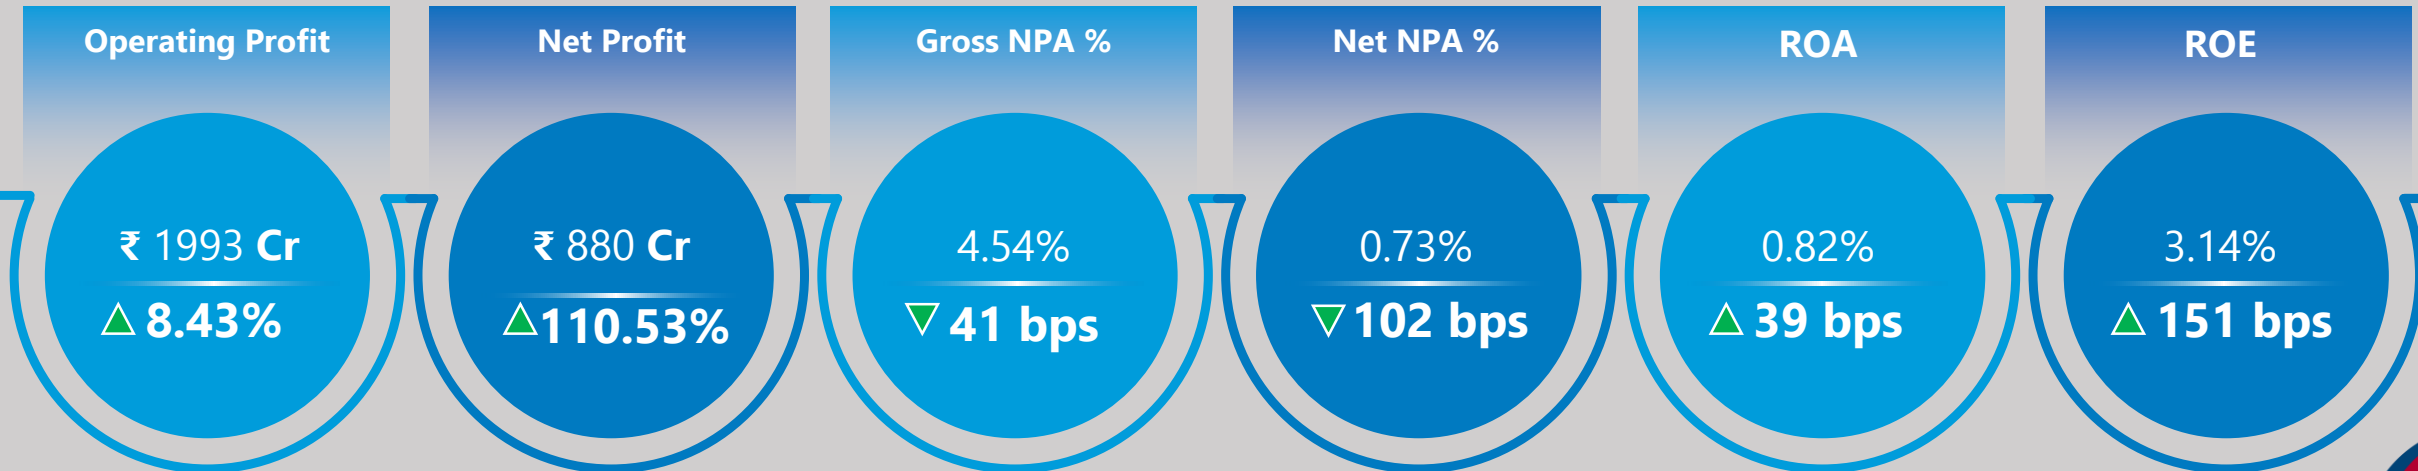 Operating Profit
₹ 1993 Cr
8.43%
Net Profit
₹ 880 Cr
110.53%
Gross NPA %
4.54%
41 bps
Net NPA %
0.73%
102 bps
ROA
0.82%
39 bps
ROE
3.14%
151 bps